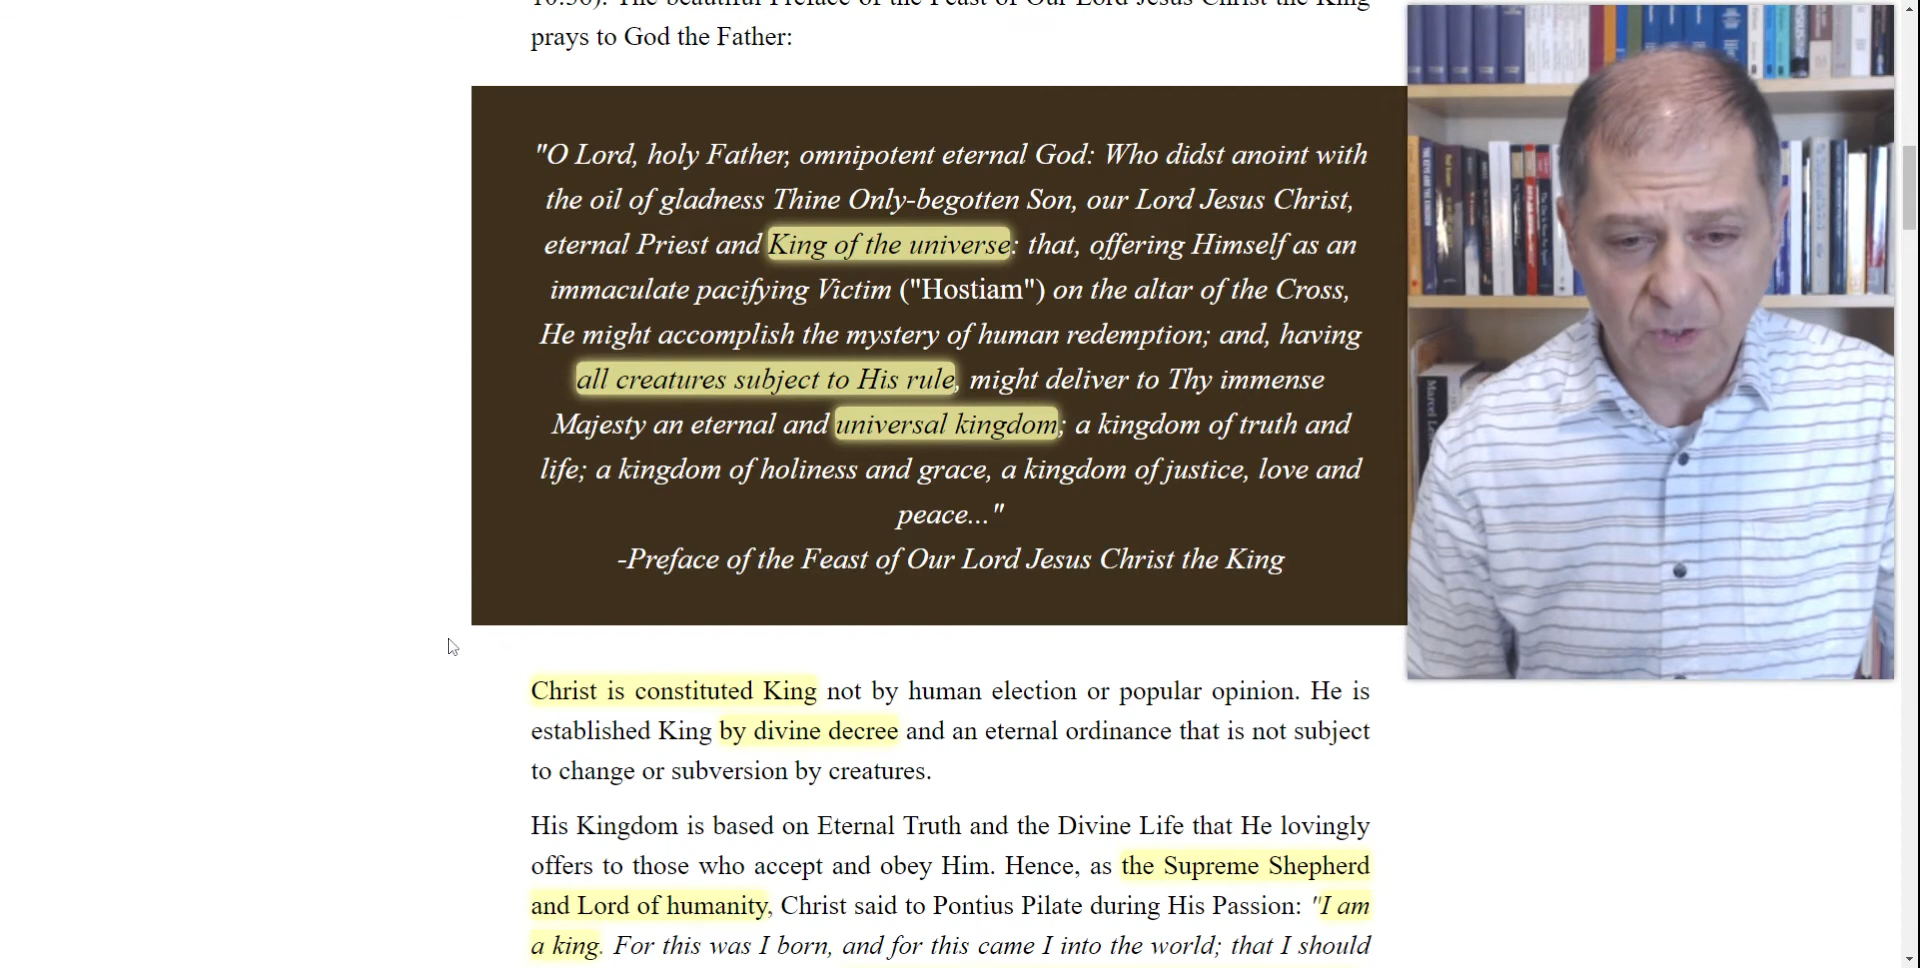 prays to God the Father:
"O Lord, holy Father, omnipotent eternal God: Who didst anoint with
the oil of gladness Thine Only-begotten Son, our Lord Jesus Christ,
eternal Priest and King of the universe: that, offering Himself as an
immaculate pacifying Victim ("Hostiam") on the altar of the Cross,
He might accomplish the mystery of human redemption; and, having
all creatures subject to His rule, might deliver to Thy immense
Majesty an eternal and universal kingdom; a kingdom of truth and
life; a kingdom of holiness and grace, a kingdom of justice, love and
peace..."
-Preface of the Feast of Our Lord Jesus Christ the King
Christ is constituted King not by human election or popular opinion. He is
established King by divine decree and an eternal ordinance that is not subject
to change or subversion by creatures.
His Kingdom is based on Eternal Truth and the Divine Life that He lovingly
offers to those who accept and obey Him. Hence, as the Supreme Shepherd
and Lord of humanity, Christ said to Pontius Pilate during His Passion: "I am
a king. For this was I born, and for this came I into the world; that I should
Marcel